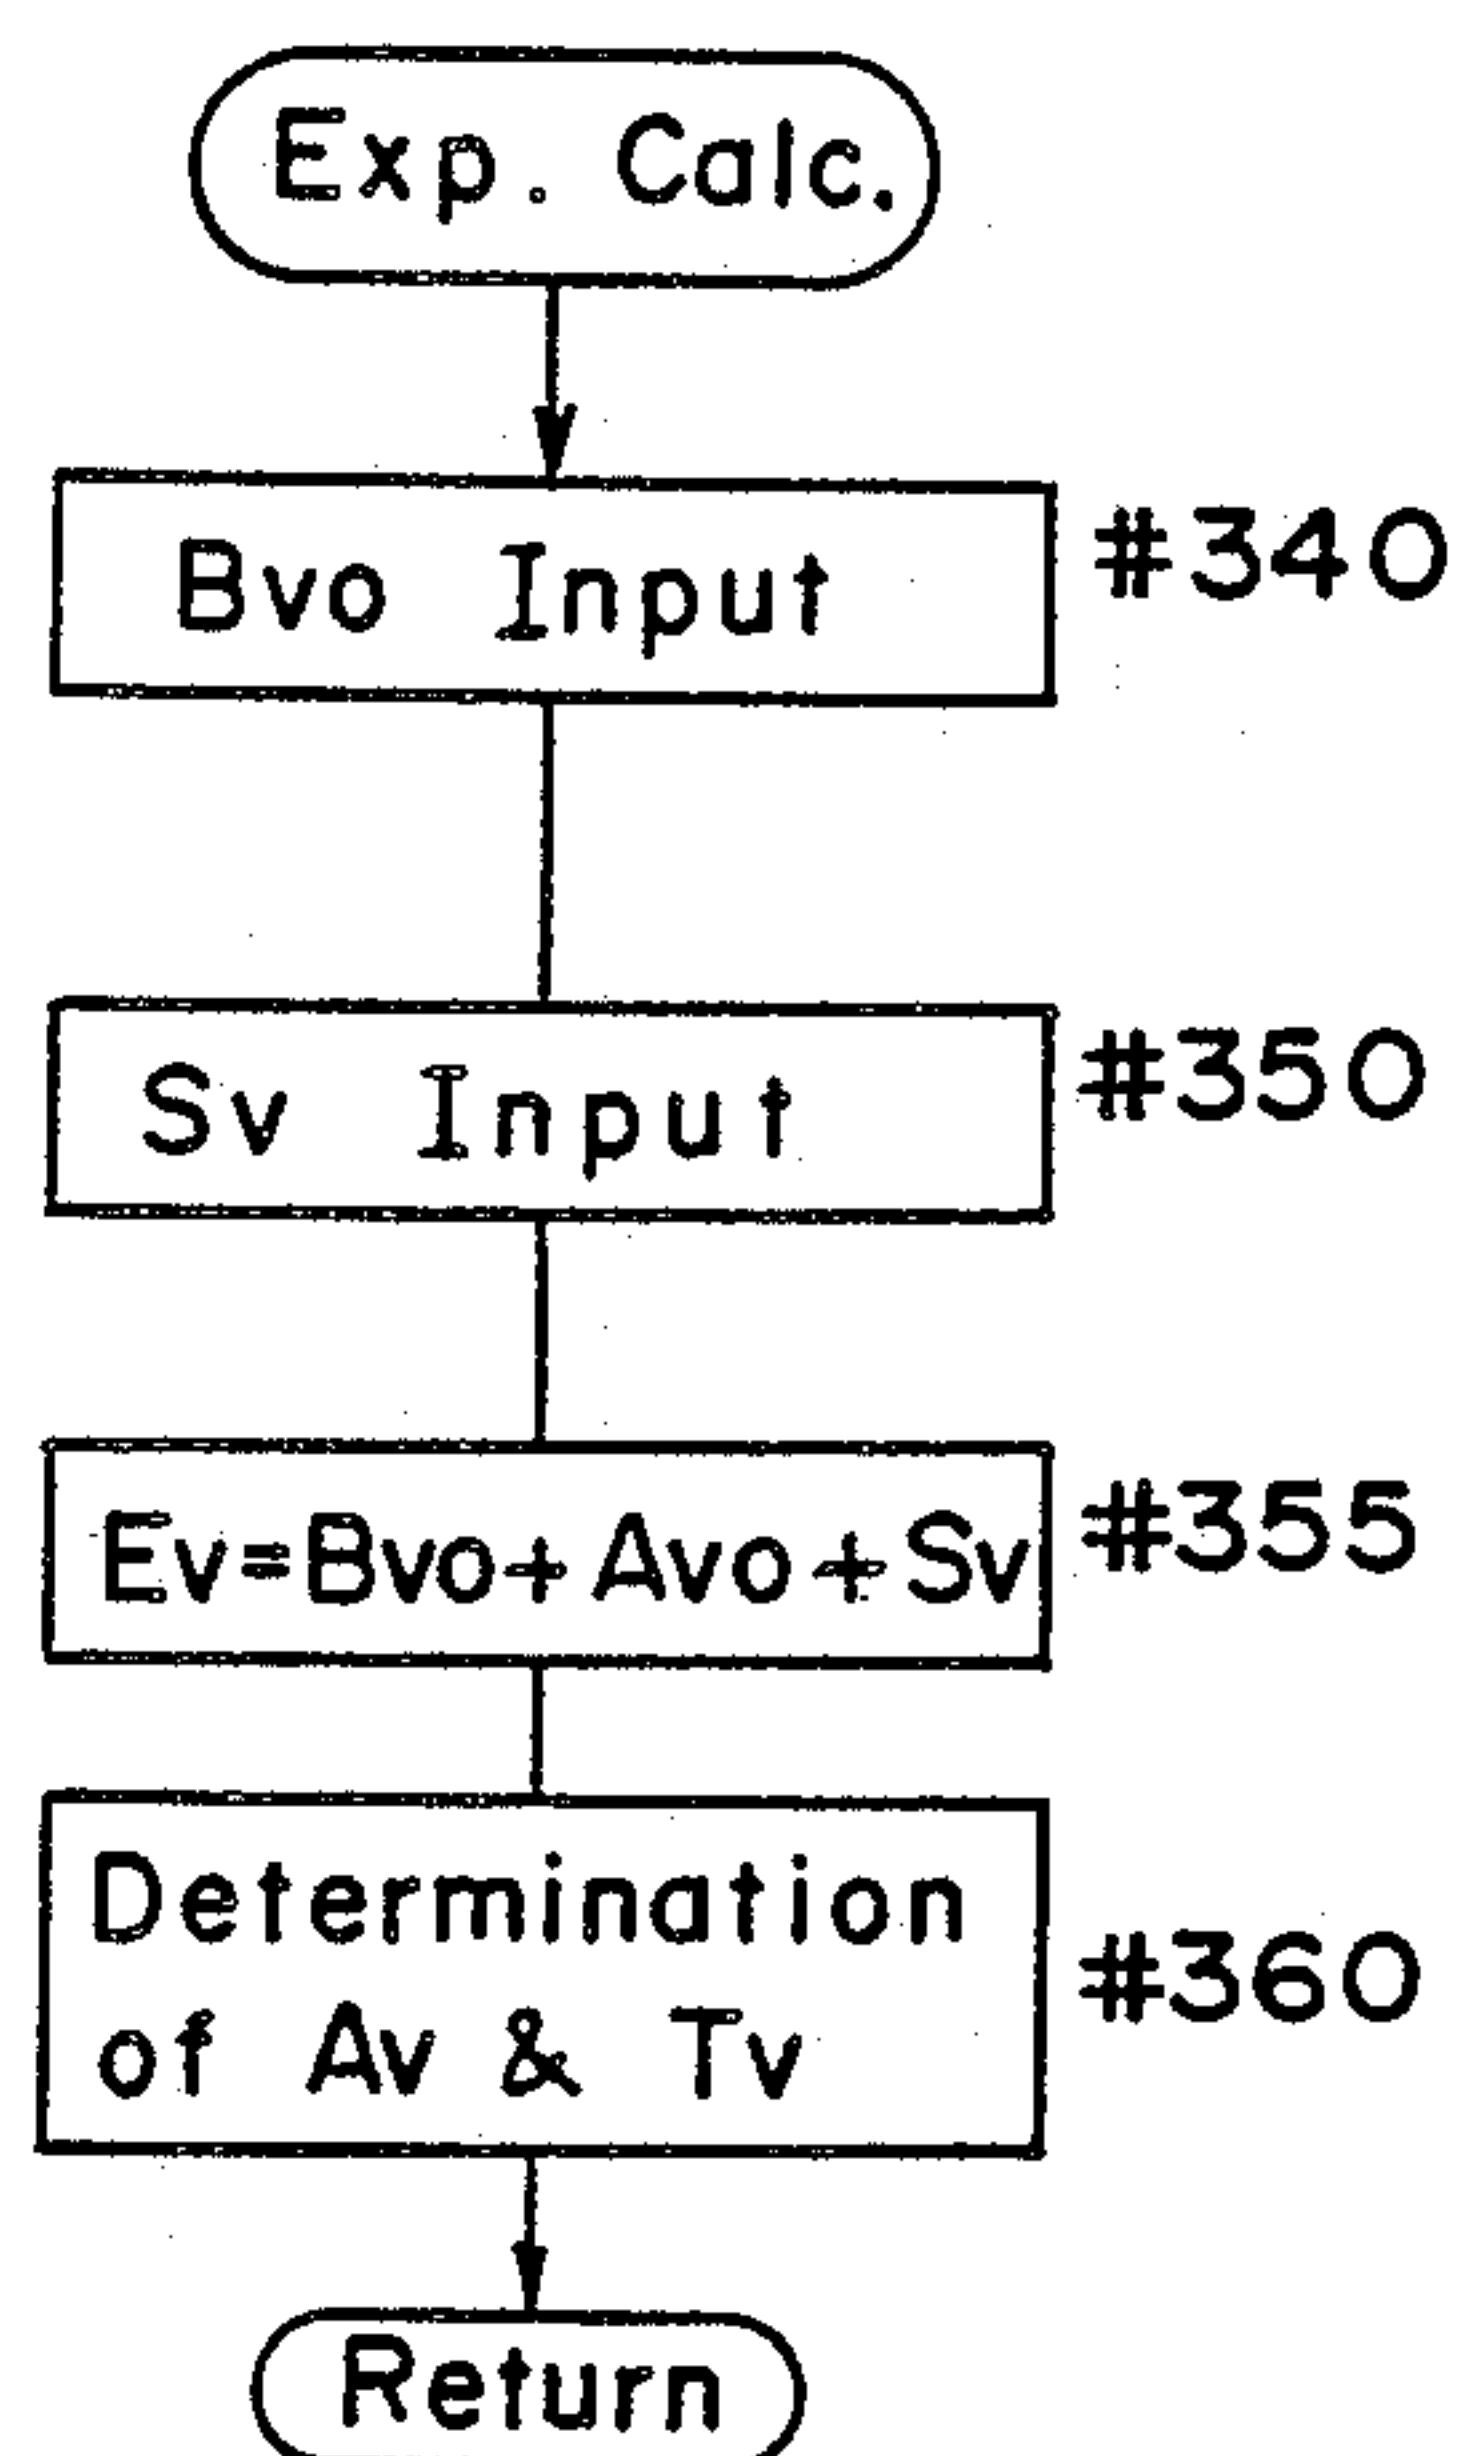 Exp. Calc.
Bvo Input
#340
Sv Input
#350
Ev=Bvo+Avo+Sv
#355
Determination
of Av & Tv
#360
Return